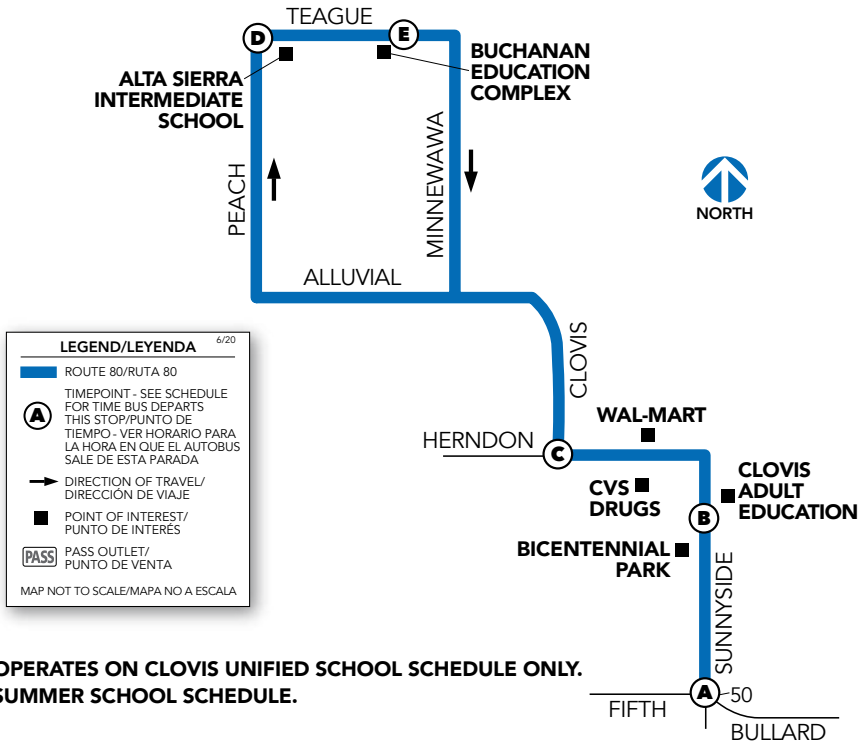 TEAGUE
D
E
ALTA SIERRA
INTERMEDIATE
SCHOOL
BUCHANAN
EDUCATION
COMPLEX
PEACH
MINNEWAWA
NORTH
ALLUVIAL
CLOVIS
LEGEND/LEYENDA 6/20
ROUTE 80/RUTA 80
A
TIMEPOINT - SEE SCHEDULE
FOR TIME BUS DEPARTS
THIS STOP/PUNTO DE
TIEMPO - VER HORARIO PARA
LA HORA EN QUE EL AUTOBUS
SALE DE ESTA PARADA
DIRECTION OF TRAVEL/
DIRECCIÓN DE VIAJE
POINT OF INTEREST/
PUNTO DE INTERÉS
PASS
PASS OUTLET/
PUNTO DE VENTA
MAP NOT TO SCALE/MAPA NO A ESCALA
HERNDON
C
WAL-MART
CVS
DRUGS
CLOVIS
ADULT
EDUCATION
B
BICENTENNIAL
PARK
SUNNYSIDE
A
50
FIFTH
BULLARD
OPERATES ON CLOVIS UNIFIED SCHOOL SCHEDULE ONLY.
SUMMER SCHOOL SCHEDULE.